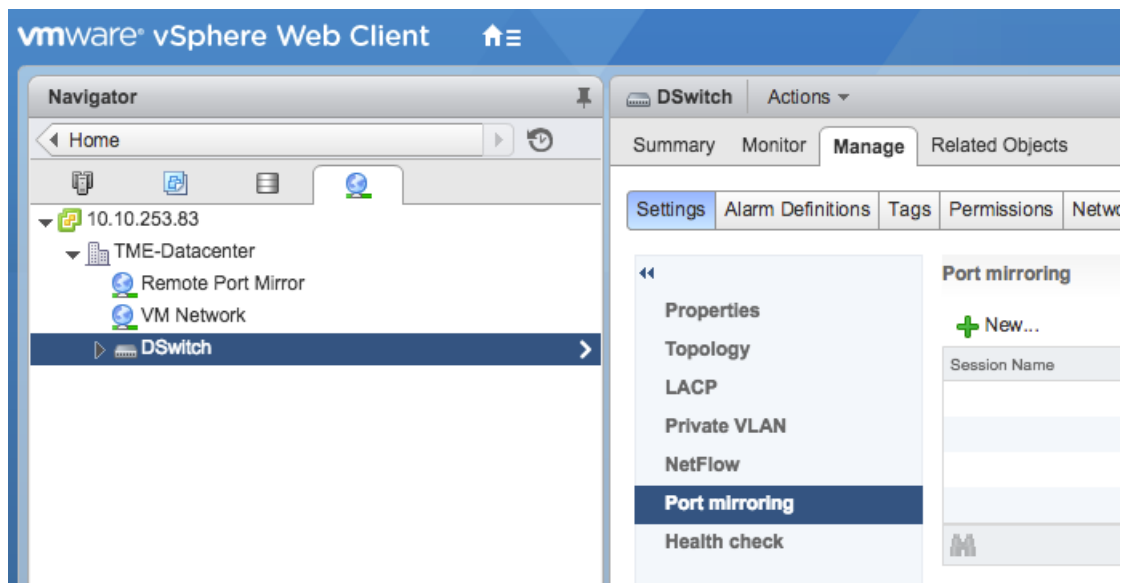 vmware® vSphere Web Client
Navigator
Home
10.10.253.83
TME-Datacenter
Remote Port Mirror
VM Network
DSwitch
DSwitch Actions
Summary Monitor Manage Related Objects
Settings Alarm Definitions Tags Permissions Netwo
Properties
Topology
LACP
Private VLAN
NetFlow
Port mirroring
Health check
Port mirroring
New...
Session Name